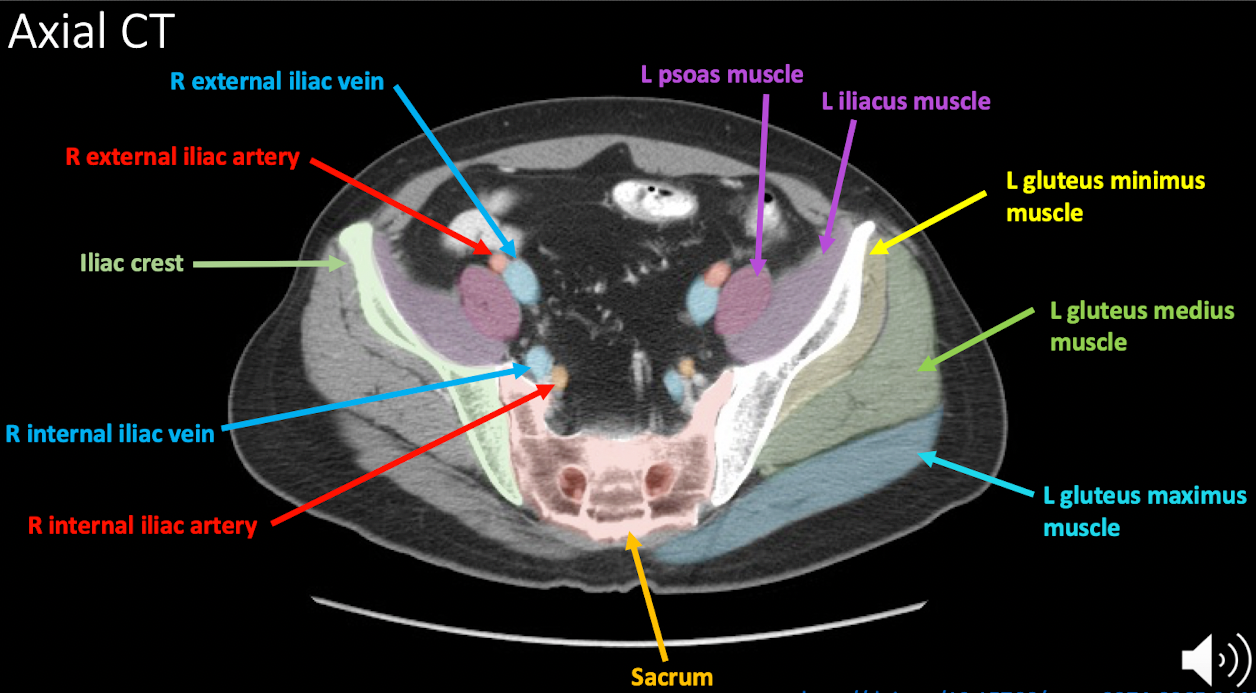 Axial CT
R external iliac vein
L psoas muscle
L iliacus muscle
R external iliac artery
L gluteus minimus
muscle
Iliac crest
L gluteus medius
muscle
R internal iliac vein
L gluteus maximus
muscle
R internal iliac artery
Sacrum